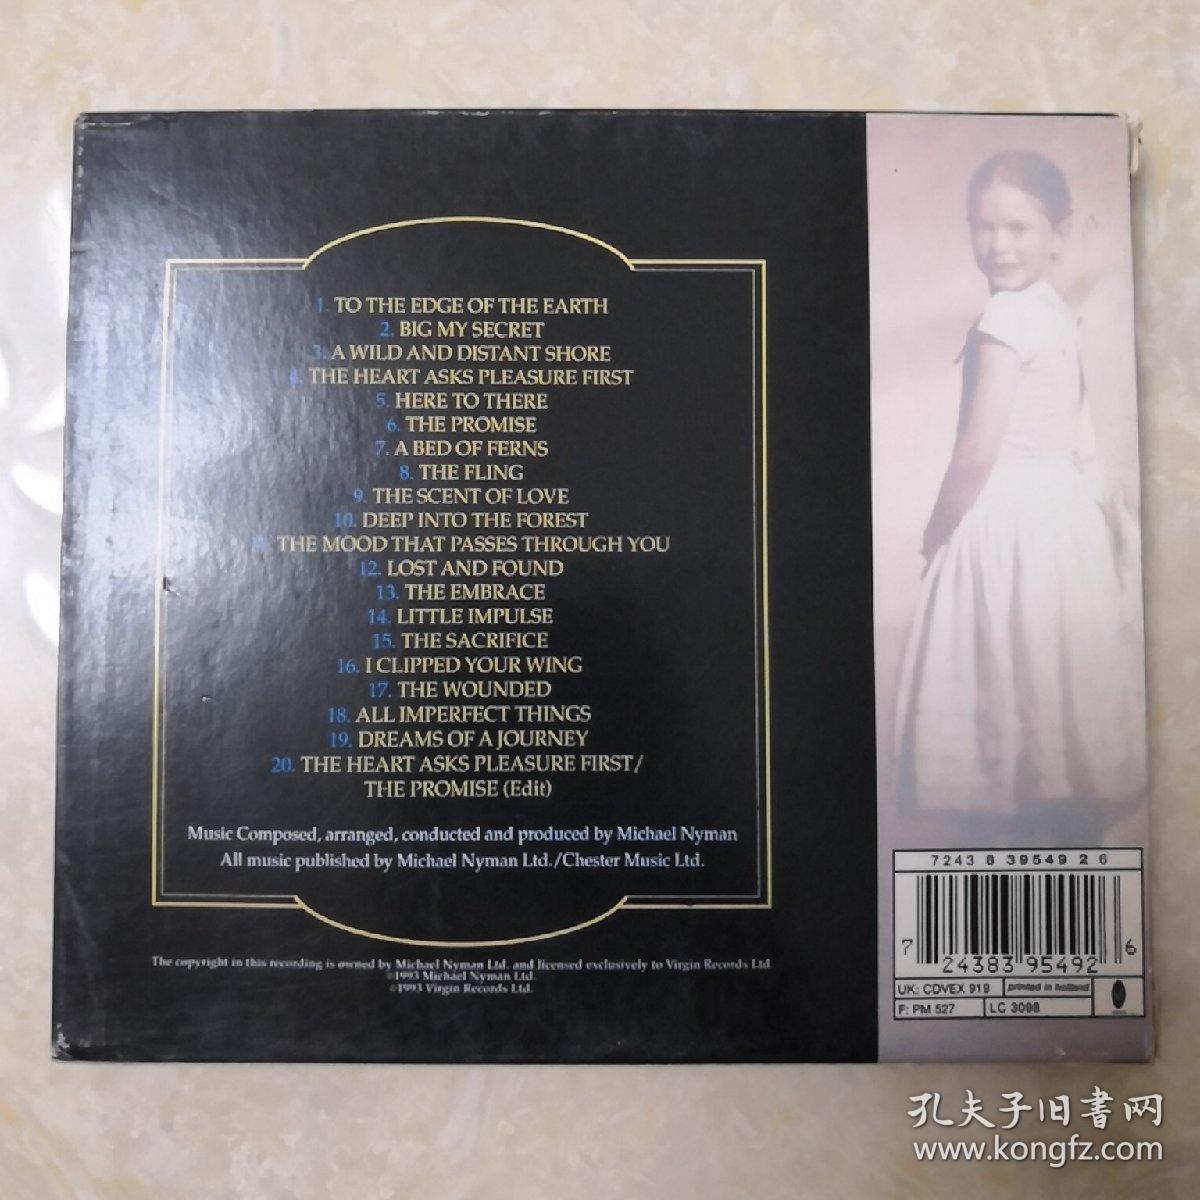 1. TO THE EDGE OF THE EARTH
2. BIG MY SECRET
3. A WILD AND DISTANT SHORE
4. THE HEART ASKS PLEASURE FIRST
5. HERE TO THERE
6. THE PROMISE
7. A BED OF FERNS
8. THE FLING
9. THE SCENT OF LOVE
10. DEEP INTO THE FOREST
11. THE MOOD THAT PASSES THROUGH YOU
12. LOST AND FOUND
13. THE EMBRACE
14. LITTLE IMPULSE
15. THE SACRIFICE
16. I CLIPPED YOUR WING
17. THE WOUNDED
18. ALL IMPERFECT THINGS
19. DREAMS OF A JOURNEY
20. THE HEART ASKS PLEASURE FIRST/
THE PROMISE (Edit)
Music Composed, arranged, conducted and produced by Michael Nyman
All music published by Michael Nyman Ltd./Chester Music Ltd.
The copyright in this recording is owned by Michael Nyman Ltd. and licensed exclusively to Virgin Records Ltd
©1993 Michael Nyman Ltd.
©1993 Virgin Records Ltd.
7243 8 39549 2 6
7 24383 95492 6
UK: CDVEX 919 printed in holland
F: PM 527 LC 3098
孔夫子旧書网
www.kongfz.com